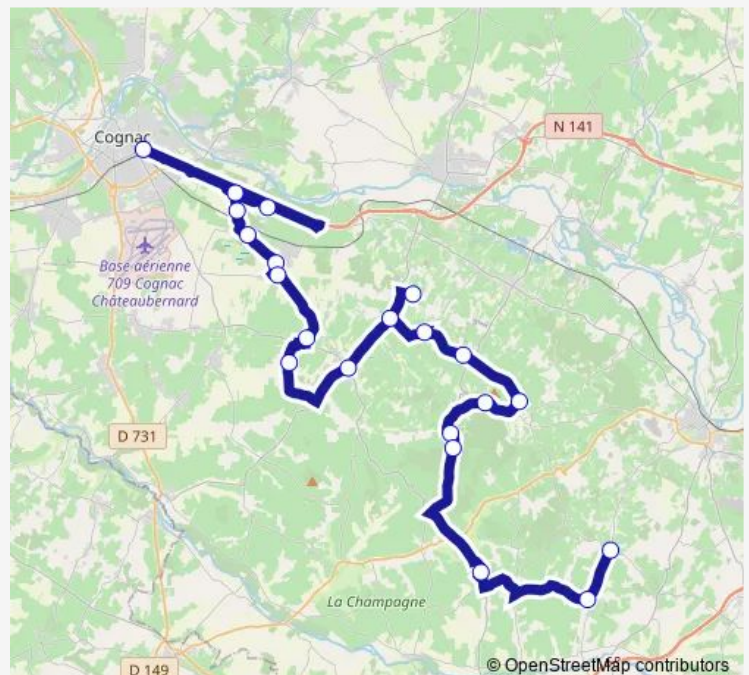 N 141
Cognac
Base aérienne
709 Cognac
Châteaubernard
D 731
La Champagne
D 149
© OpenStreetMap contributors